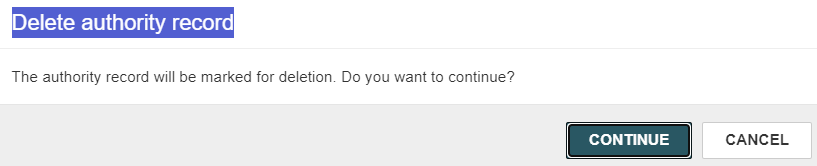 Delete authority record
The authority record will be marked for deletion. Do you want to continue?
CONTINUE CANCEL